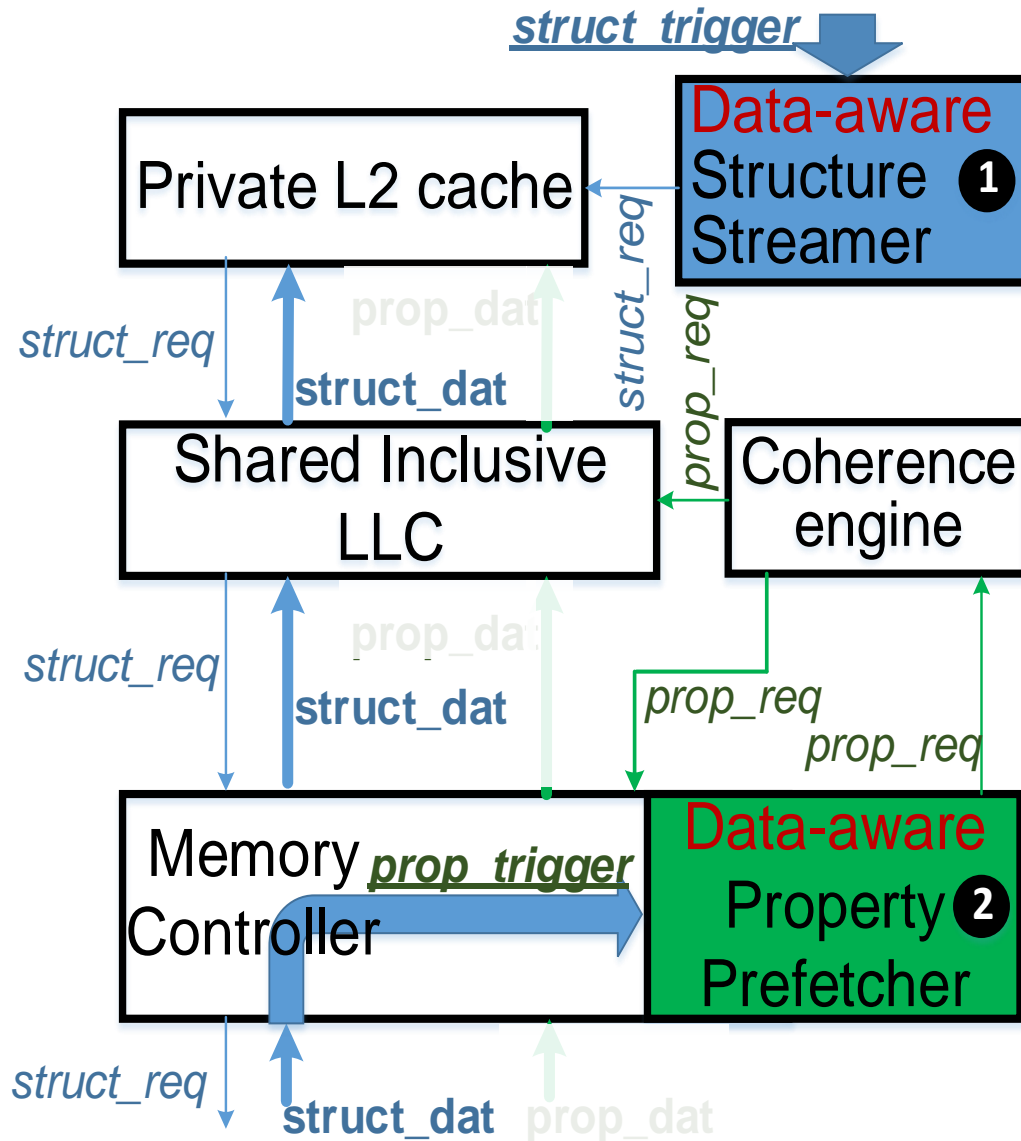 struct_trigger
Data-aware
Structure
Streamer
1
Private L2 cache
struct_req
prop_dat
struct_req
prop_req
struct_dat
Shared Inclusive
LLC
Coherence
engine
prop_dat
struct_req
struct_dat
prop_req
prop_req
Memory
Controller
prop_trigger
Data-aware
Property
Prefetcher
2
struct_req
struct_dat
prop_dat